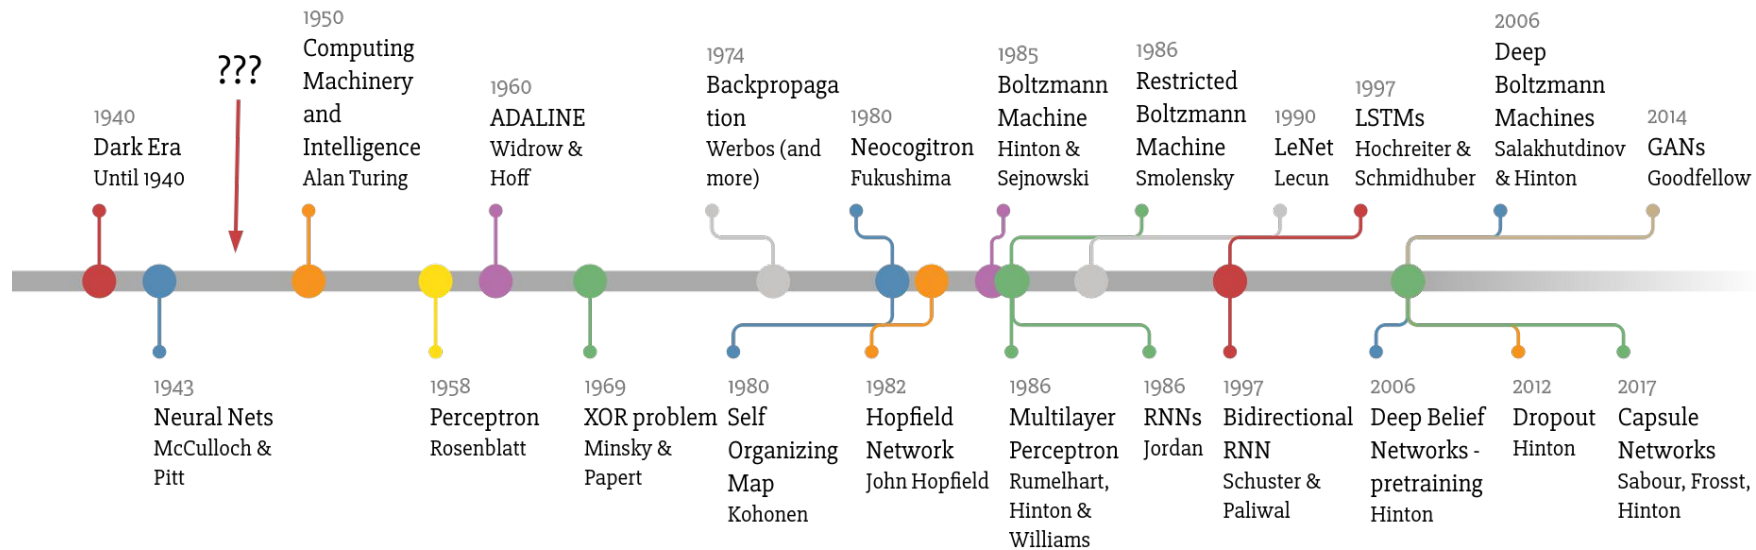 ???
1940
Dark Era
Until 1940
1950
Computing
Machinery
and
Intelligence
Alan Turing
1960
ADALINE
Widrow &
Hoff
1974
Backpropaga
tion
Werbos (and
more)
1980
Neocogitron
Fukushima
1985
Boltzmann
Machine
Hinton &
Sejnowski
1986
Restricted
Boltzmann
Machine
Smolensky
1990
LeNet
Lecun
1997
LSTMs
Hochreiter &
Schmidhuber
2006
Deep
Boltzmann
Machines
Salakhutdinov
& Hinton
2014
GANs
Goodfellow
1943
Neural Nets
McCulloch &
Pitt
1958
Perceptron
Rosenblatt
1969
XOR problem
Minsky &
Papert
1980
Self
Organizing
Map
Kohonen
1982
Hopfield
Network
John Hopfield
1986
Multilayer
Perceptron
Rumelhart,
Hinton &
Williams
1986
RNNs
Jordan
1997
Bidirectional
RNN
Schuster &
Paliwal
2006
Deep Belief
Networks -
pretraining
Hinton
2012
Dropout
Hinton
2017
Capsule
Networks
Sabour, Frosst,
Hinton